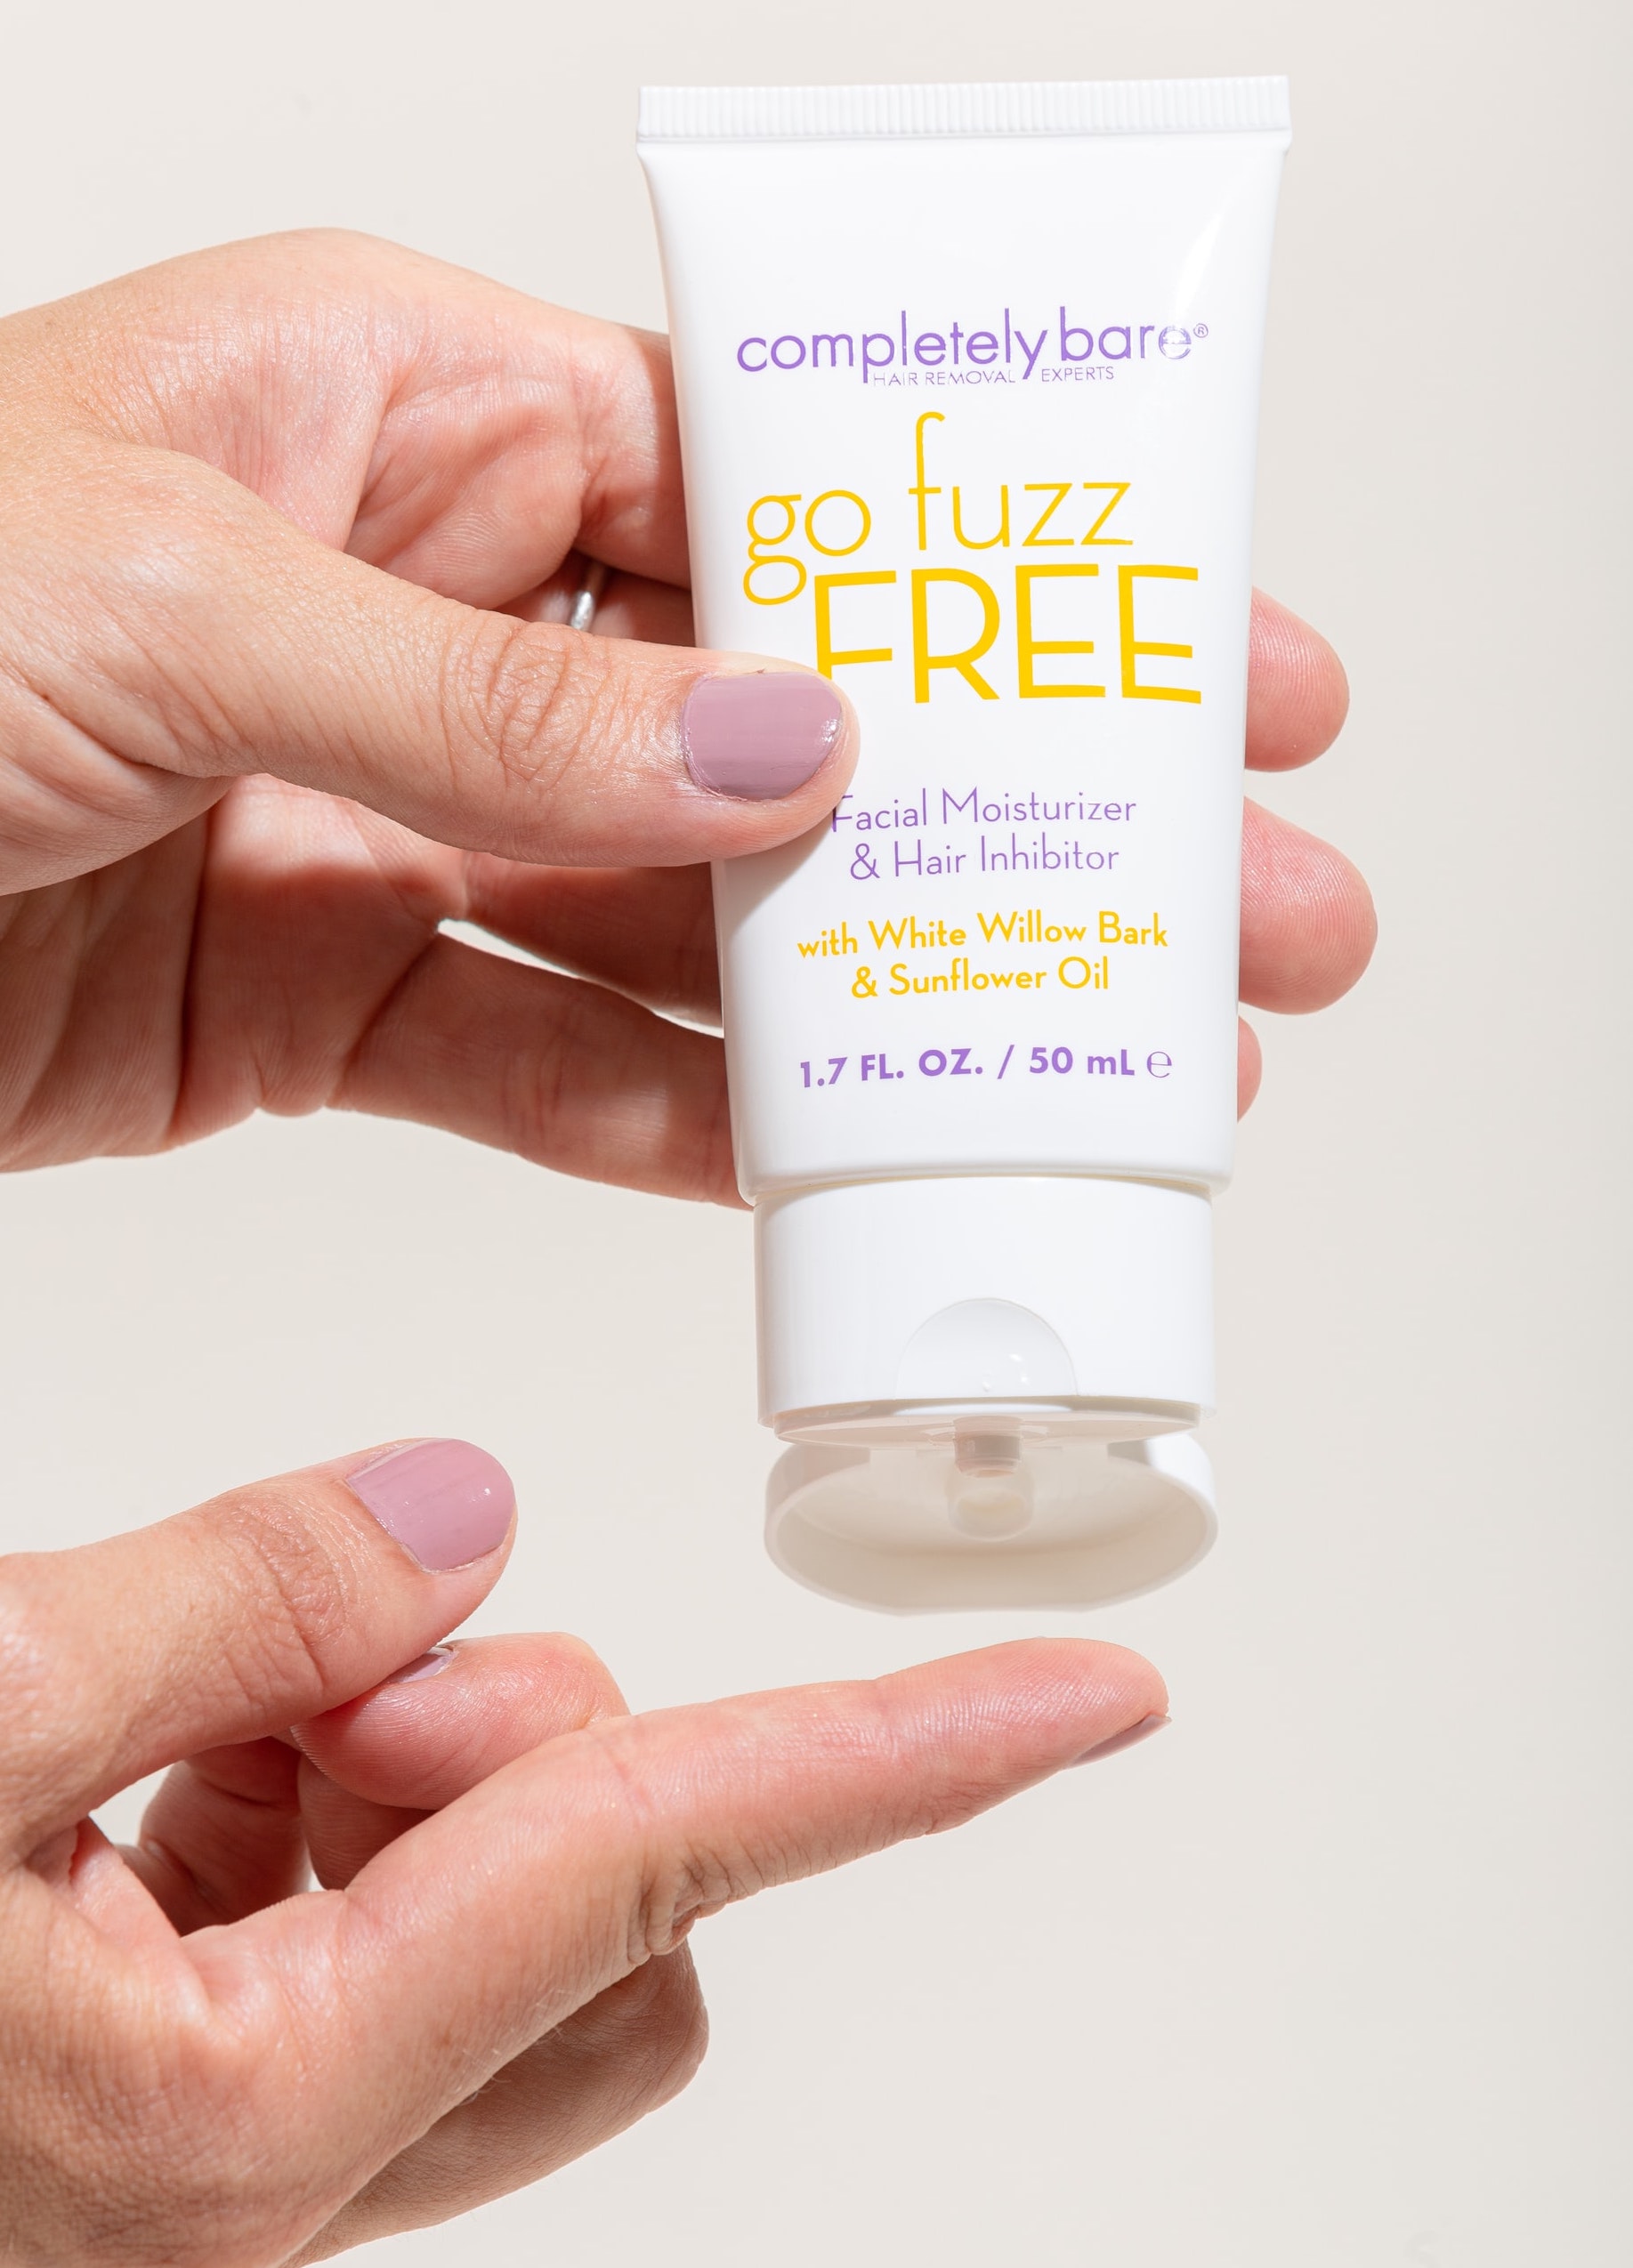 completely bare®
HAIR REMOVAL EXPERTS
go fuzz
FREE
Facial Moisturizer
& Hair Inhibitor
with White Willow Bark
& Sunflower Oil
1.7 FL. OZ. / 50 mL ℮